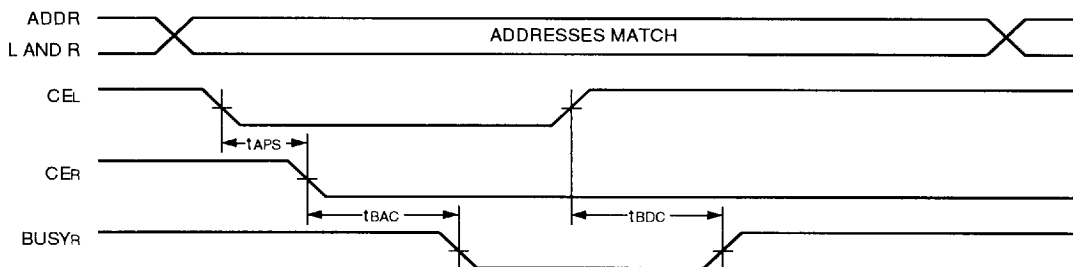 ADDR
L AND R
ADDRESSES MATCH
CEL
tAPS
CER
tBAC
tBDC
BUSYR